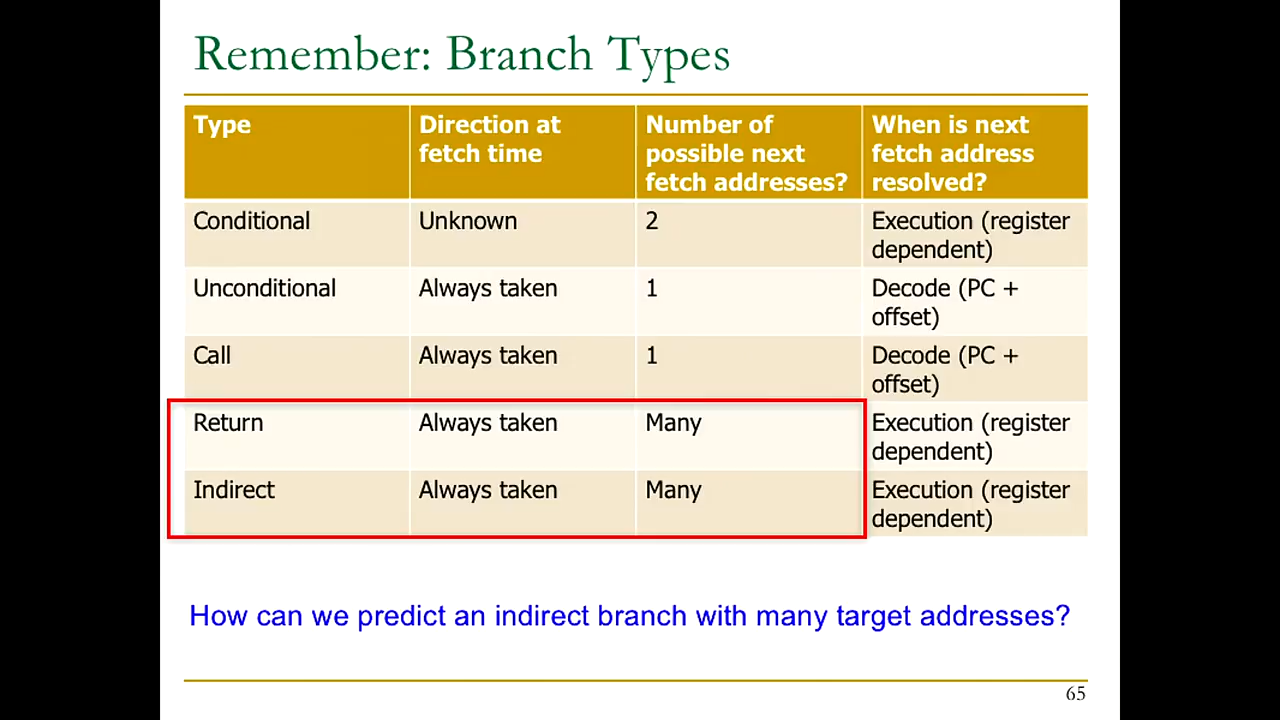 Remember: Branch Types
Type
Direction at
fetch time
Number of
possible next
fetch addresses?
When is next
fetch address
resolved?
Conditional
Unknown
2
Execution (register
dependent)
Unconditional
Always taken
1
Decode (PC +
offset)
Call
Always taken
1
Decode (PC +
offset)
Return
Always taken
Many
Execution (register
dependent)
Indirect
Always taken
Many
Execution (register
dependent)
How can we predict an indirect branch with many target addresses?
65